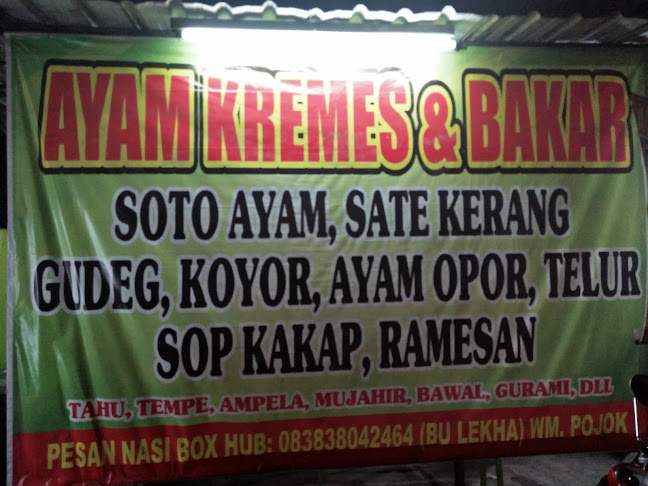 AYAM KREMES & BAKAR
SOTO AYAM, SATE KERANG
GUDEG, KOYOR, AYAM OPOR, TELUR
SOP KAKAP, RAMESAN
TAHU, TEMPE, AMPELA, MUJAHIR, BAWAL, GURAMI, DLL
PESAN NASI BOX HUB: 083838042464 (BU LEKHA) WM. POJOK